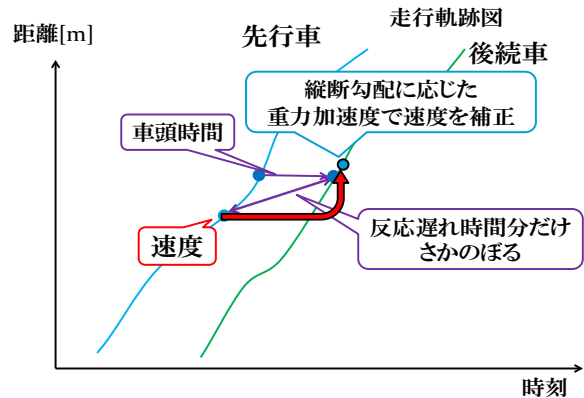 走行軌跡図
距離[m]
先行車
後続車
縦断勾配に応じた
重力加速度で速度を補正
車頭時間
反応遅れ時間分だけ
さかのぼる
速度
時刻